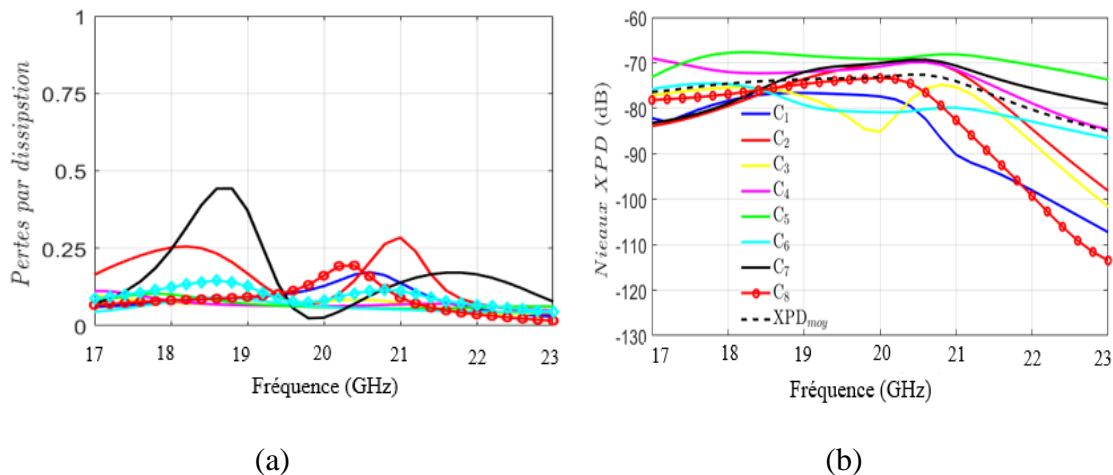 Pertes par dissipstion
1
0.75
0.5
0.25
0
17 18 19 20 21 22 23
Fréquence (GHz)
(a)
Nieaux XPD (dB)
-60
-70
-80
-90
-100
-110
-120
-130
C1
C2
C3
C4
C5
C6
C7
C8
XPDmoy
17 18 19 20 21 22 23
Fréquence (GHz)
(b)